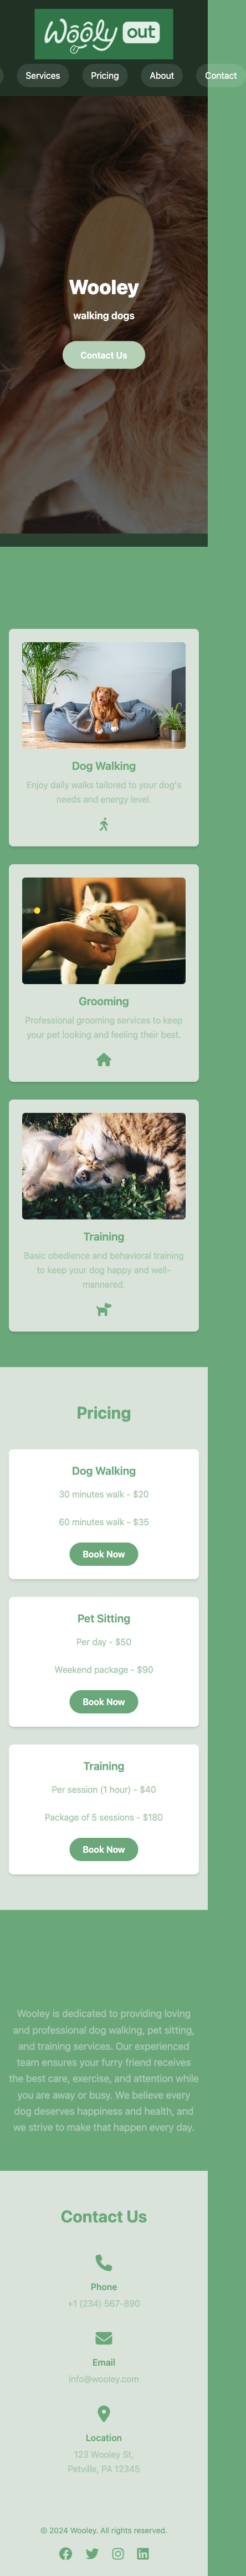 Woolly out
Services
Pricing
About
Contact
Wooley
walking dogs
Contact Us
Dog Walking
Enjoy daily walks tailored to your dog's
needs and energy level.
Grooming
Professional grooming services to keep
your pet looking and feeling their best.
Training
Basic obedience and behavioral training
to keep your dog happy and well-
mannered.
Pricing
Dog Walking
30 minutes walk - $20
60 minutes walk - $35
Book Now
Pet Sitting
Per day - $50
Weekend package - $90
Book Now
Training
Per session (1 hour) - $40
Package of 5 sessions - $180
Book Now
Wooley is dedicated to providing loving
and professional dog walking, pet sitting,
and training services. Our experienced
team ensures your furry friend receives
the best care, exercise, and attention while
you are away or busy. We believe every
dog deserves happiness and health, and
we strive to make that happen every day.
Contact Us
Phone
+1 (234) 567-890
Email
info@wooley.com
Location
123 Wooley St,
Petville, PA 12345
© 2024 Wooley. All rights reserved.